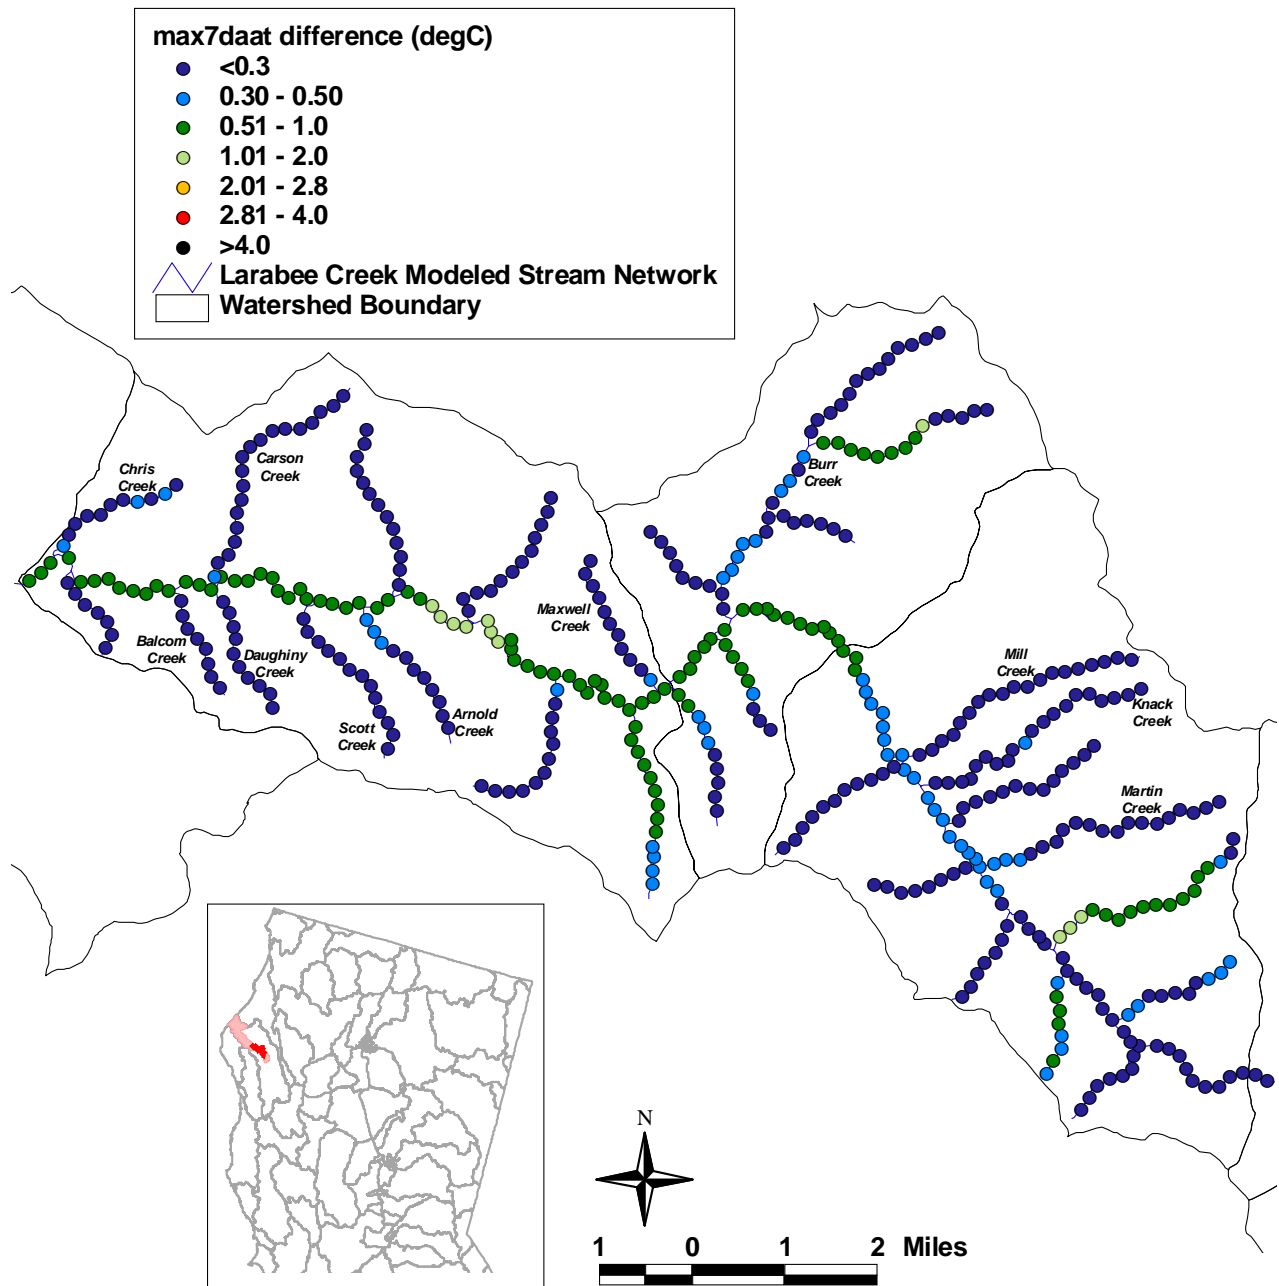 max7daat difference (degC)
<0.3
0.30 - 0.50
0.51 - 1.0
1.01 - 2.0
2.01 - 2.8
2.81 - 4.0
>4.0
Larabee Creek Modeled Stream Network
Watershed Boundary
Chris
Creek
Carson
Creek
Burr
Creek
Maxwell
Creek
Balcom
Creek
Daughiny
Creek
Scott
Creek
Arnold
Creek
Mill
Creek
Knack
Creek
Martin
Creek
N
1 0 1 2 Miles